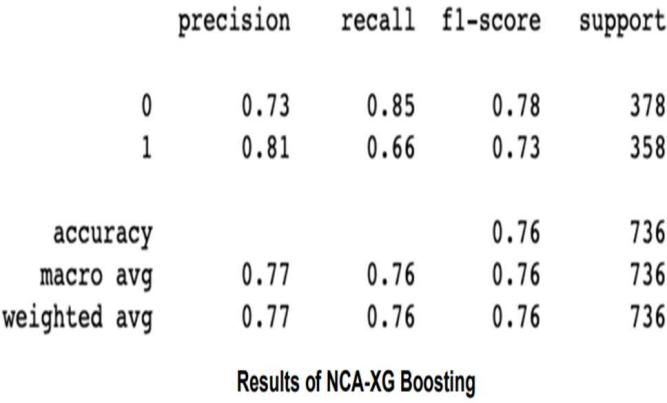 precision recall f1-score support
0 0.73 0.85 0.78 378
1 0.81 0.66 0.73 358
accuracy 0.76 736
macro avg 0.77 0.76 0.76 736
weighted avg 0.77 0.76 0.76 736
Results of NCA-XG Boosting